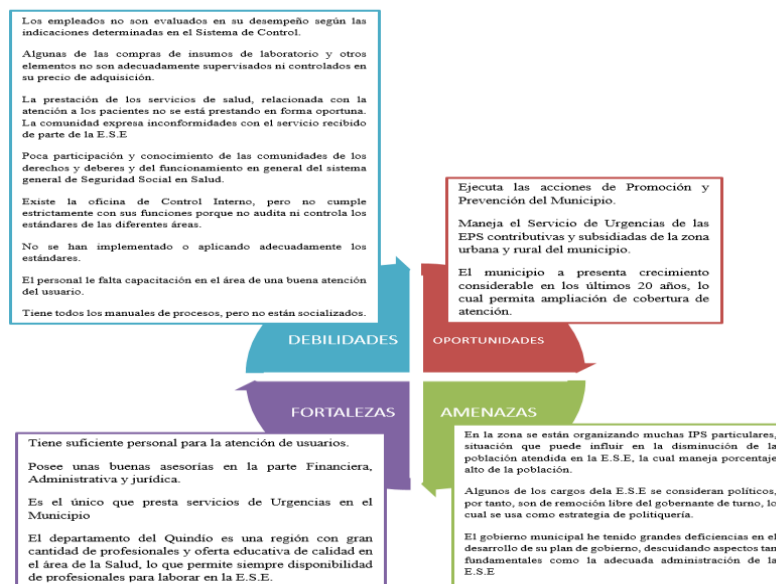 Los empleados no son evaluados en su desempeño según las
indicaciones determinadas en el Sistema de Control.
Algunas de las compras de insumos de laboratorio y otros
elementos no son adecuadamente supervisados ni controlados en
su precio de adquisición.
La prestación de los servicios de salud, relacionada con la
atención a los pacientes no se está prestando en forma oportuna.
La comunidad expresa inconformidades con el servicio recibido
de parte de la E.S.E
Poca participación y conocimiento de las comunidades de los
derechos y deberes y del funcionamiento en general del sistema
general de Seguridad Social en Salud.
Existe la oficina de Control Interno, pero no cumple
estrictamente con sus funciones porque no audita ni controla los
estándares de las diferentes áreas.
No se han implementado o aplicando adecuadamente los
estándares.
El personal le falta capacitación en el área de una buena atención
del usuario.
Tiene todos los manuales de procesos, pero no están socializados.
DEBILIDADES
Ejecuta las acciones de Promoción y
Prevención del Municipio.
Maneja el Servicio de Urgencias de las
EPS contributivas y subsidiadas de la zona
urbana y rural del municipio.
El municipio a presenta crecimiento
considerable en los últimos 20 años, lo
cual permita ampliación de cobertura de
atención.
OPORTUNIDADES
FORTALEZAS
Tiene suficiente personal para la atención de usuarios.
Posee unas buenas asesorías en la parte Financiera,
Administrativa y jurídica.
Es el único que presta servicios de Urgencias en el
Municipio
El departamento del Quindío es una región con gran
cantidad de profesionales y oferta educativa de calidad en
el área de la Salud, lo que permite siempre disponibilidad
de profesionales para laborar en la E.S.E.
AMENAZAS
En la zona se están organizando muchas IPS particulares,
situación que puede influir en la disminución de la
población atendida en la E.S.E, la cual maneja porcentaje
alto de la población.
Algunos de los cargos dela E.S.E se consideran políticos,
por tanto, son de remoción libre del gobernante de turno, lo
cual se usa como estrategia de politiquería.
El gobierno municipal he tenido grandes deficiencias en el
desarrollo de su plan de gobierno, descuidando aspectos tan
fundamentales como la adecuada administración de la
E.S.E